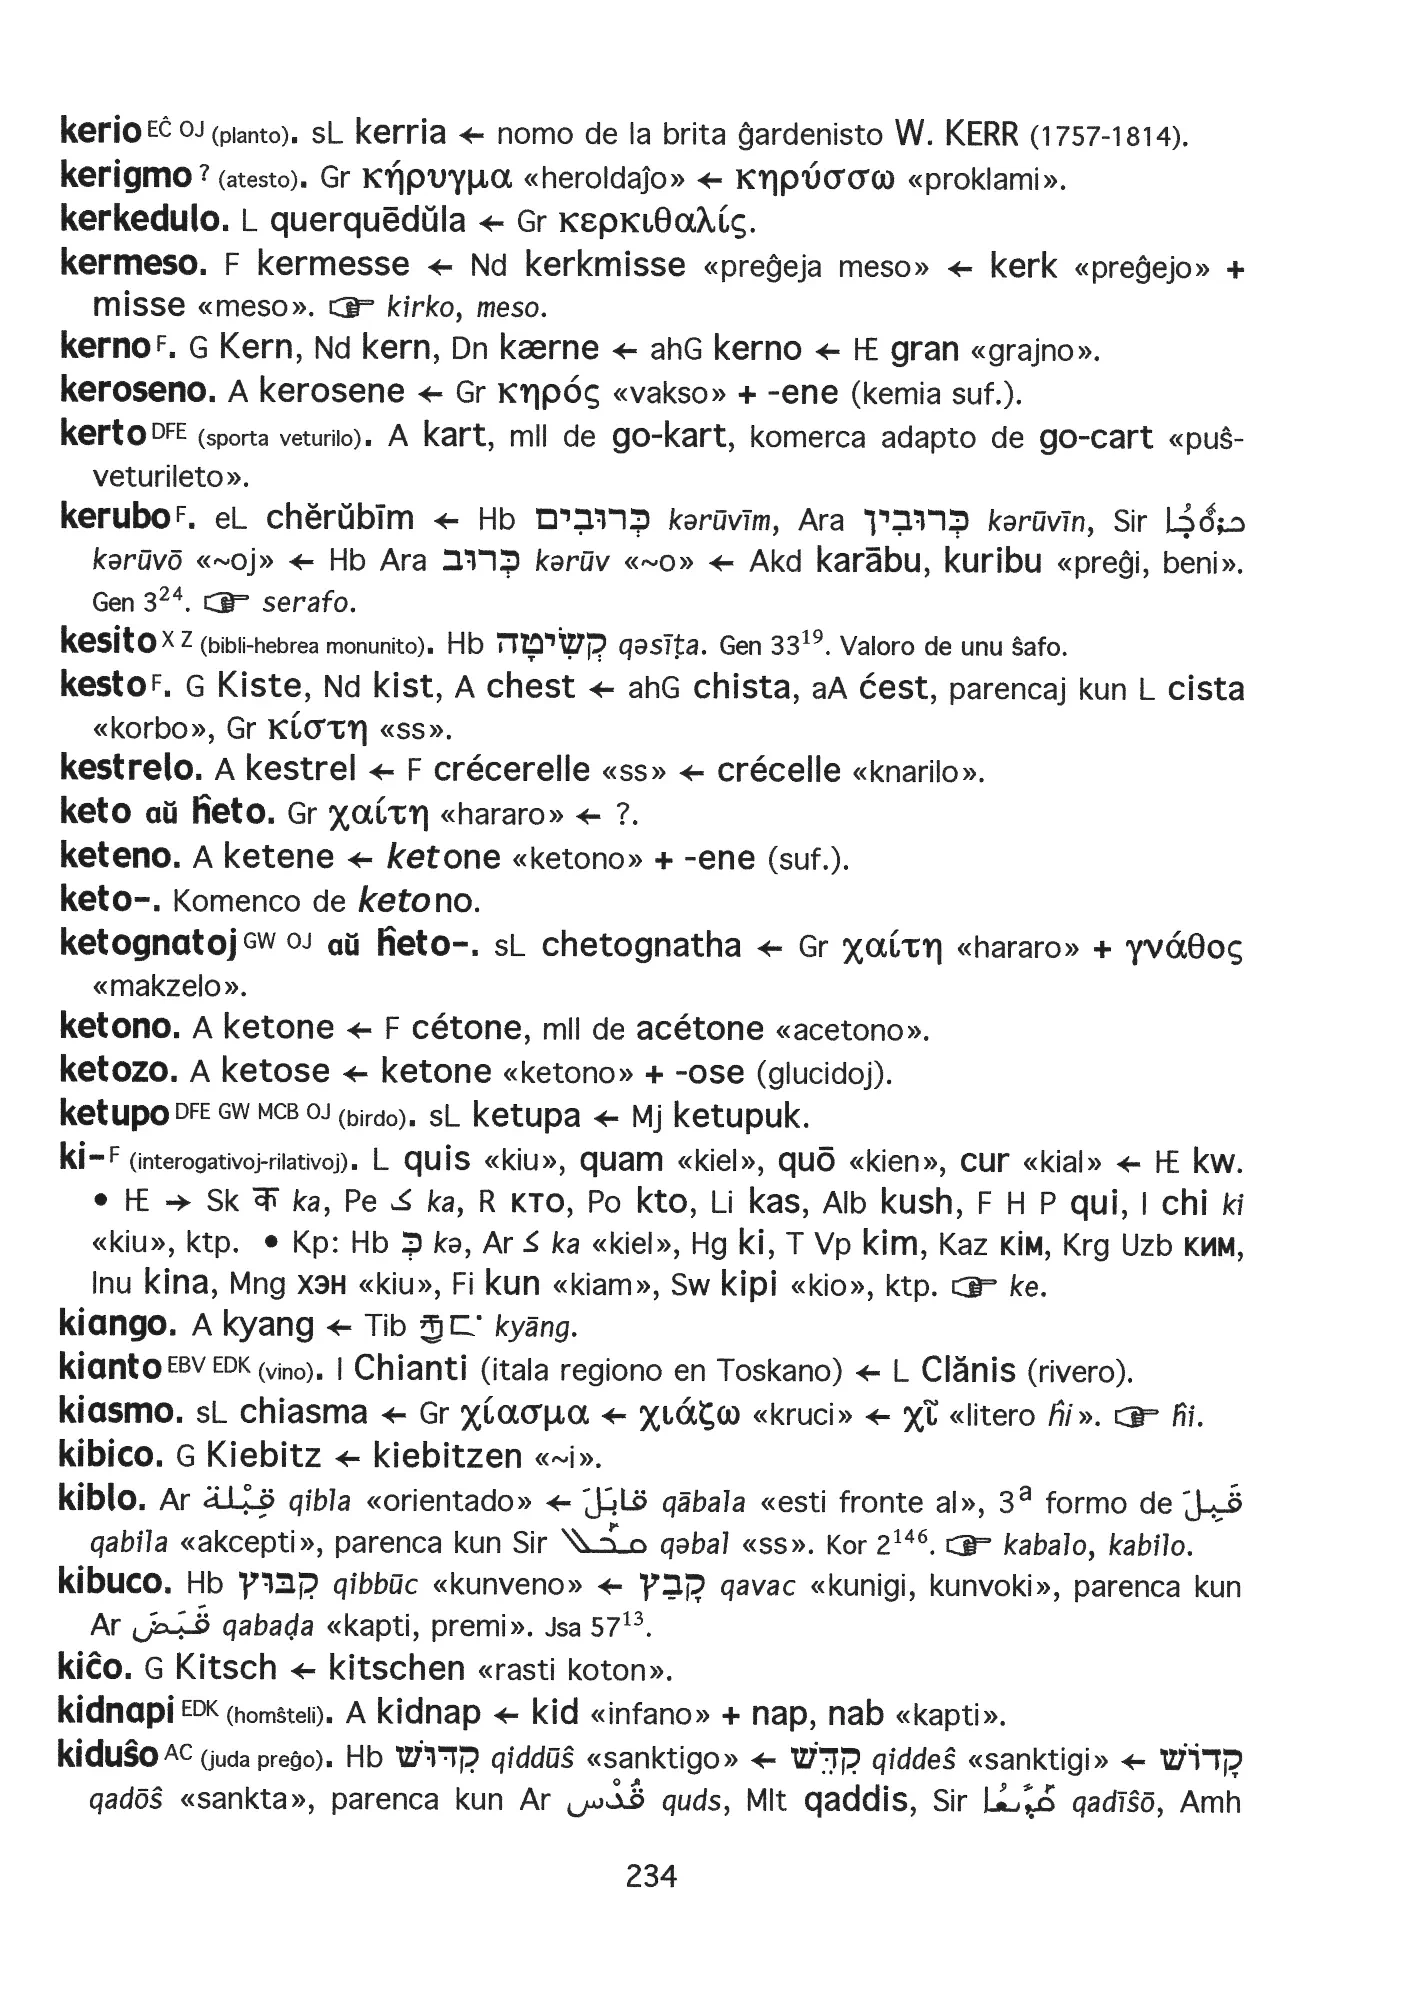 kerio EĈ OJ (planto). sL kerria ← nomo de la brita ĝardenisto W. KERR (1757-1814).
kerigmo ? (atesto). Gr κήρυγμα «heroldaĵo» ← κηρύσσω «proklami».
kerkedulo. L querquēdŭla ← Gr κερκιθαλίς.
kermeso. F kermesse ← Nd kerkmisse «preĝeja meso» ← kerk «preĝejo» +
misse «meso». ☞ kirko, meso.
kerno F. G Kern, Nd kern, Dn kærne ← ahG kerno ← IE gran «grajno».
keroseno. A kerosene ← Gr κηρός «vakso» + -ene (kemia suf.).
kerto DFE (sporta veturilo). A kart, mll de go-kart, komerca adapto de go-cart «puŝ-
veturileto».
kerubo F. eL chĕrŭbīm ← Hb כְּרוּבִים kərūvīm, Ara כְּרוּבִין kərūvīn, Sir ܟܪ̈ܘܒܐ
kərūvō «~oj» ← Hb Ara כְּרוּב kərūv «~o» ← Akd karābu, kuribu «preĝi, beni».
Gen 3²⁴. ☞ serafo.
kesito X Z (bibli-hebrea monunito). Hb קְשִׂיטָה qəsīṭa. Gen 33¹⁹. Valoro de unu ŝafo.
kesto F. G Kiste, Nd kist, A chest ← ahG chista, aA ćest, parencaj kun L cista
«korbo», Gr κίστη «ss».
kestrelo. A kestrel ← F crécerelle «ss» ← crécelle «knarilo».
keto aŭ ĥeto. Gr χαίτη «hararo» ← ?.
keteno. A ketene ← ketone «ketono» + -ene (suf.).
keto-. Komenco de ketono.
ketognatoj GW OJ aŭ ĥeto-. sL chetognatha ← Gr χαίτη «hararo» + γνάθος
«makzelo».
ketono. A ketone ← F cétone, mll de acétone «acetono».
ketozo. A ketose ← ketone «ketono» + -ose (glucidoj).
ketupo DFE GW MCB OJ (birdo). sL ketupa ← Mj ketupuk.
ki- F (interogativoj-rilativoj). L quis «kiu», quam «kiel», quō «kien», cur «kial» ← IE kw.
• IE → Sk क ka, Pe که ka, R кто, Po kto, Li kas, Alb kush, F H P qui, I chi ki
«kiu», ktp. • Kp: Hb כְּ kə, Ar كَ ka «kiel», Hg ki, T Vp kim, Kaz кiм, Krg Uzb ким,
Inu kina, Mng хэн «kiu», Fi kun «kiam», Sw kipi «kio», ktp. ☞ ke.
kiango. A kyang ← Tib རྐྱང་ kyāng.
kianto EBV EDK (vino). I Chianti (itala regiono en Toskano) ← L Clănis (rivero).
kiasmo. sL chiasma ← Gr χίασμα ← χιάζω «kruci» ← χῖ «litero ĥi». ☞ ĥi.
kibico. G Kiebitz ← kiebitzen «~i».
kiblo. Ar قِبْلة qibla «orientado» ← قابَلَ qābala «esti fronte al», 3ª formo de قَبِلَ
qabila «akcepti», parenca kun Sir ܩܒܠ qəbal «ss». Kor 2¹⁴⁶. ☞ kabalo, kabilo.
kibuco. Hb קִבּוּץ qibbūc «kunveno» ← קָבַץ qavac «kunigi, kunvoki», parenca kun
Ar قَبَضَ qabaḍa «kapti, premi». Jsa 57¹³.
kiĉo. G Kitsch ← kitschen «rasti koton».
kidnapi EDK (homŝteli). A kidnap ← kid «infano» + nap, nab «kapti».
kiduŝo AC (juda preĝo). Hb קִדּוּשׁ qiddūŝ «sanktigo» ← קִדֵּשׁ qiddeŝ «sanktigi» ← קָדוֹשׁ
qadōŝ «sankta», parenca kun Ar قُدْس quds, Mlt qaddis, Sir ܩܕܝܫܐ qadīŝō, Amh
234